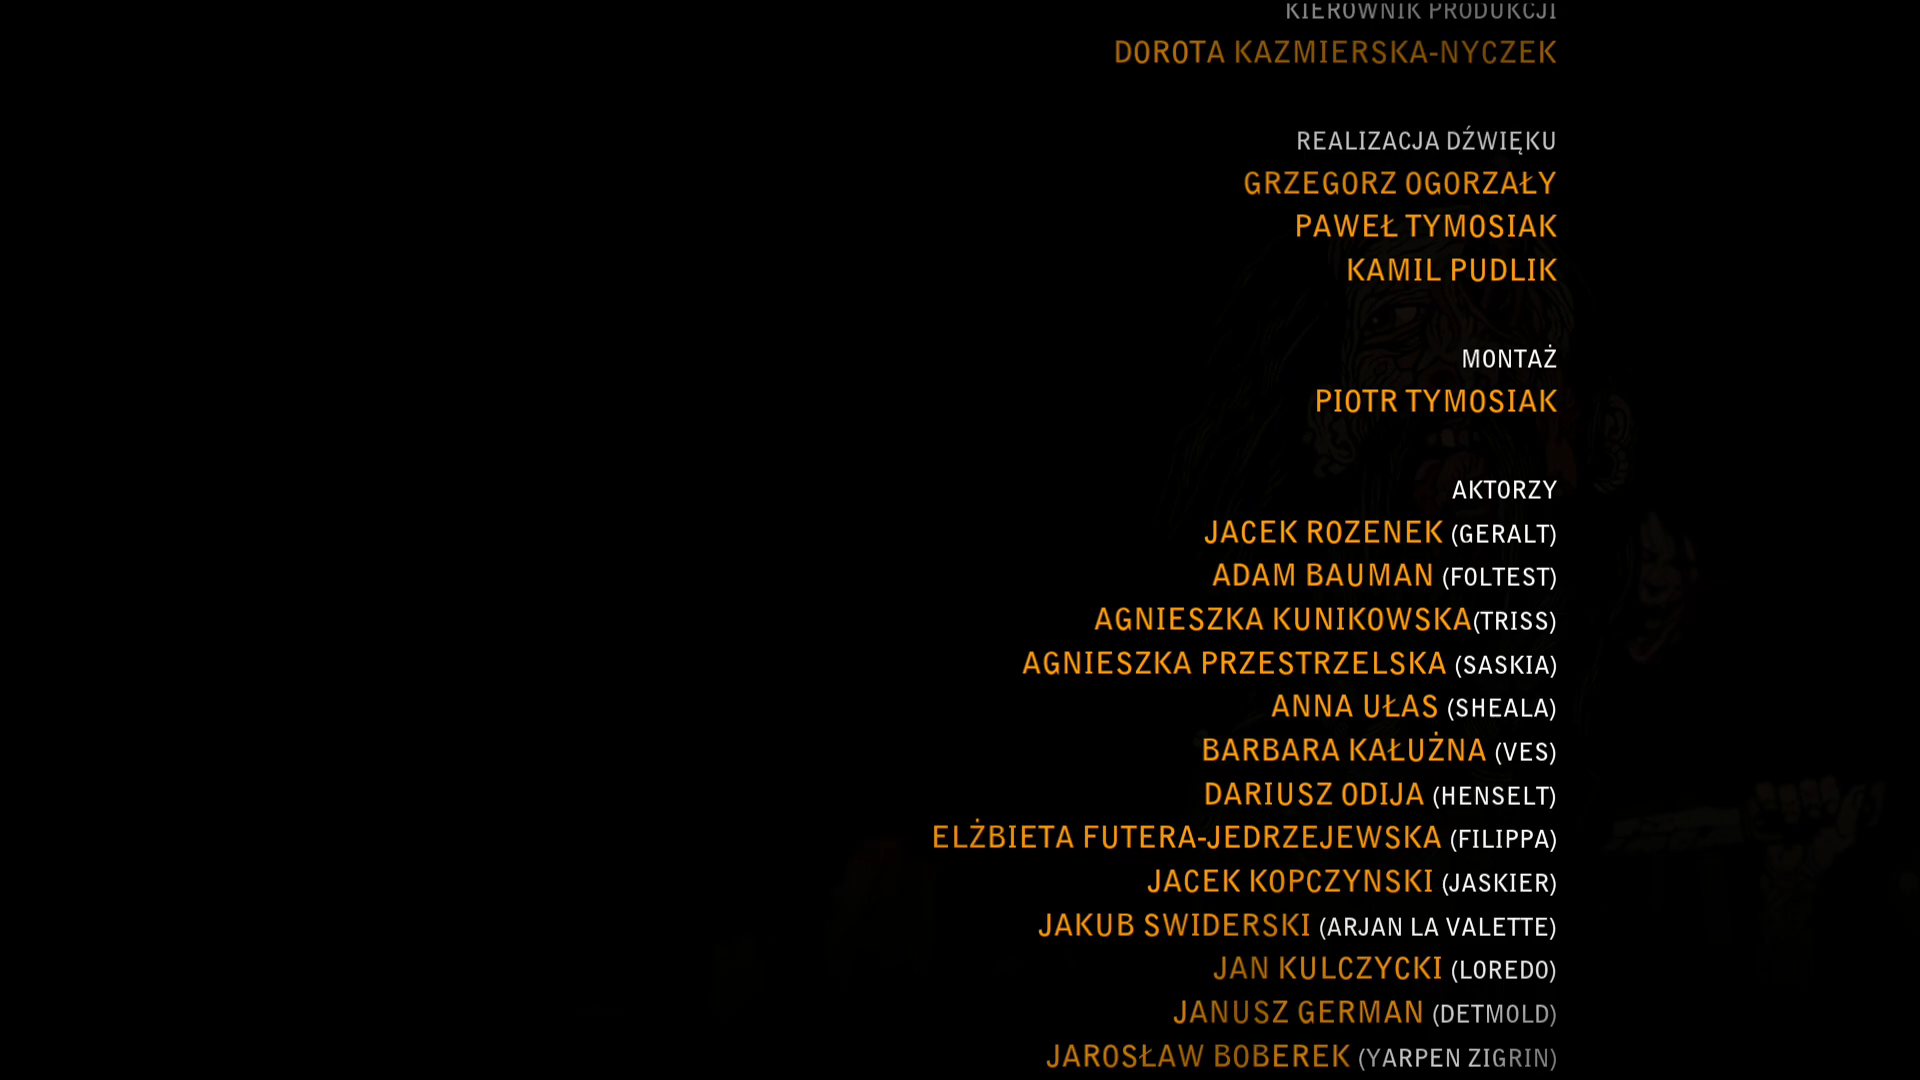 KIEROWNIK PRODUKCJI
DOROTA KAZMIERSKA-NYCZEK
REALIZACJA DŹWIĘKU
GRZEGORZ OGORZAŁY
PAWEŁ TYMOSIAK
KAMIL PUDLIK
MONTAŻ
PIOTR TYMOSIAK
AKTORZY
JACEK ROZENEK (GERALT)
ADAM BAUMAN (FOLTEST)
AGNIESZKA KUNIKOWSKA(TRISS)
AGNIESZKA PRZESTRZELSKA (SASKIA)
ANNA UŁAS (SHEALA)
BARBARA KAŁUŻNA (VES)
DARIUSZ ODIJA (HENSELT)
ELŻBIETA FUTERA-JEDRZEJEWSKA (FILIPPA)
JACEK KOPCZYNSKI (JASKIER)
JAKUB SWIDERSKI (ARJAN LA VALETTE)
JAN KULCZYCKI (LOREDO)
JANUSZ GERMAN (DETMOLD)
JAROSŁAW BOBEREK (YARPEN ZIGRIN)